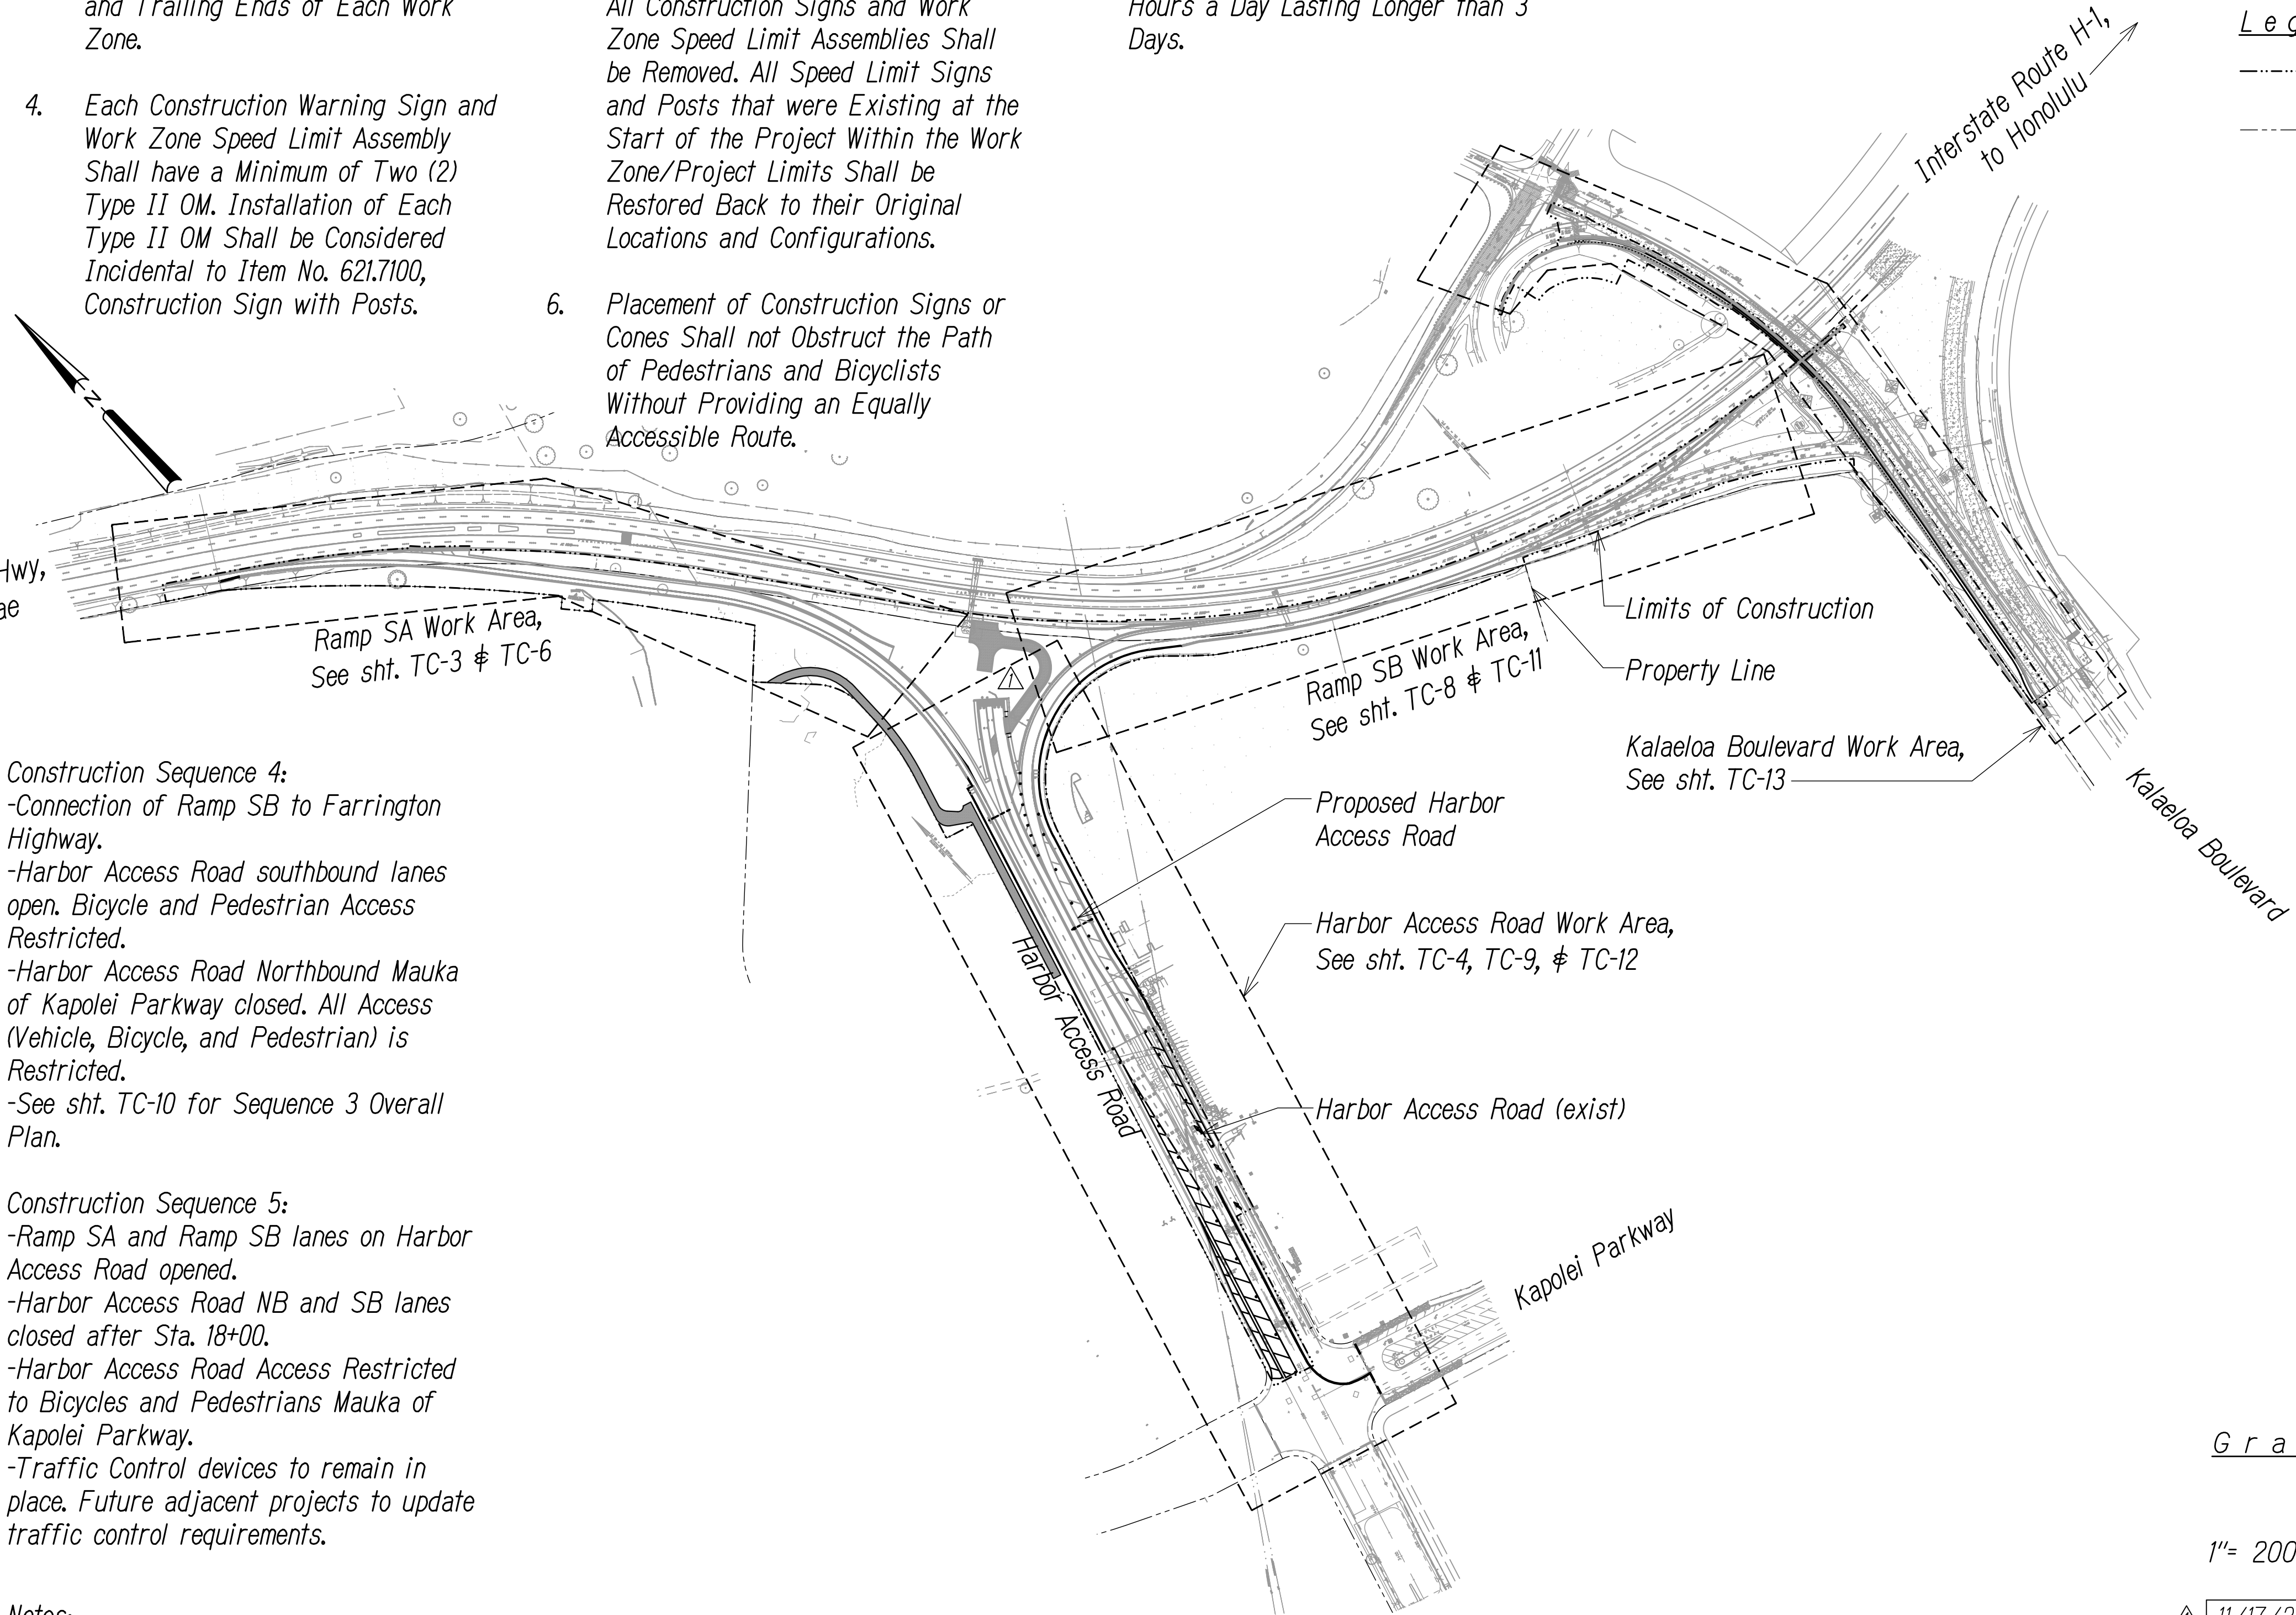 and Trailing Ends of Each Work
Zone.
4. Each Construction Warning Sign and
Work Zone Speed Limit Assembly
Shall have a Minimum of Two (2)
Type II OM. Installation of Each
Type II OM Shall be Considered
Incidental to Item No. 621.7100,
Construction Sign with Posts.
All Construction Signs and Work
Zone Speed Limit Assemblies Shall
be Removed. All Speed Limit Signs
and Posts that were Existing at the
Start of the Project Within the Work
Zone/Project Limits Shall be
Restored Back to their Original
Locations and Configurations.
6. Placement of Construction Signs or
Cones Shall not Obstruct the Path
of Pedestrians and Bicyclists
Without Providing an Equally
Accessible Route.
Hours a Day Lasting Longer than 3
Days.
Interstate Route H-1,
to Honolulu
Leg
N
Hwy,
ae
Ramp SA Work Area,
See sht. TC-3 & TC-6
1
Ramp SB Work Area,
See sht. TC-8 & TC-11
Limits of Construction
Property Line
Kalaeloa Boulevard Work Area,
See sht. TC-13
Kalaeloa Boulevard
Proposed Harbor
Access Road
Harbor Access Road Work Area,
See sht. TC-4, TC-9, & TC-12
Harbor Access Road
Harbor Access Road (exist)
Kapolei Parkway
Construction Sequence 4:
-Connection of Ramp SB to Farrington
Highway.
-Harbor Access Road southbound lanes
open. Bicycle and Pedestrian Access
Restricted.
-Harbor Access Road Northbound Mauka
of Kapolei Parkway closed. All Access
(Vehicle, Bicycle, and Pedestrian) is
Restricted.
-See sht. TC-10 for Sequence 3 Overall
Plan.
Construction Sequence 5:
-Ramp SA and Ramp SB lanes on Harbor
Access Road opened.
-Harbor Access Road NB and SB lanes
closed after Sta. 18+00.
-Harbor Access Road Access Restricted
to Bicycles and Pedestrians Mauka of
Kapolei Parkway.
-Traffic Control devices to remain in
place. Future adjacent projects to update
traffic control requirements.
Notes:
Gra
1"= 200
11/17/2